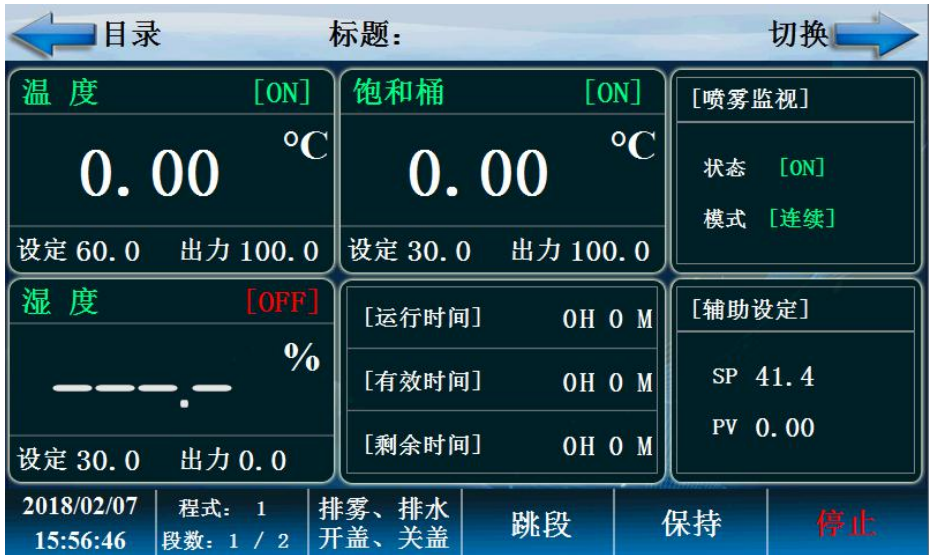 目录 标题： 切换
温 度 [ON]
0.00 °C
设定 60.0 出力 100.0
饱和桶 [ON]
0.00 °C
设定 30.0 出力 100.0
[喷雾监视]
状态 [ON]
模式 [连续]
湿 度 [OFF]
———.— %
设定 30.0 出力 0.0
[运行时间] 0H 0 M
[有效时间] 0H 0 M
[剩余时间] 0H 0 M
[辅助设定]
SP 41.4
PV 0.00
2018/02/07
15:56:46
程式： 1
段数：1 / 2
排雾、排水
开盖、关盖
跳段
保持
停止